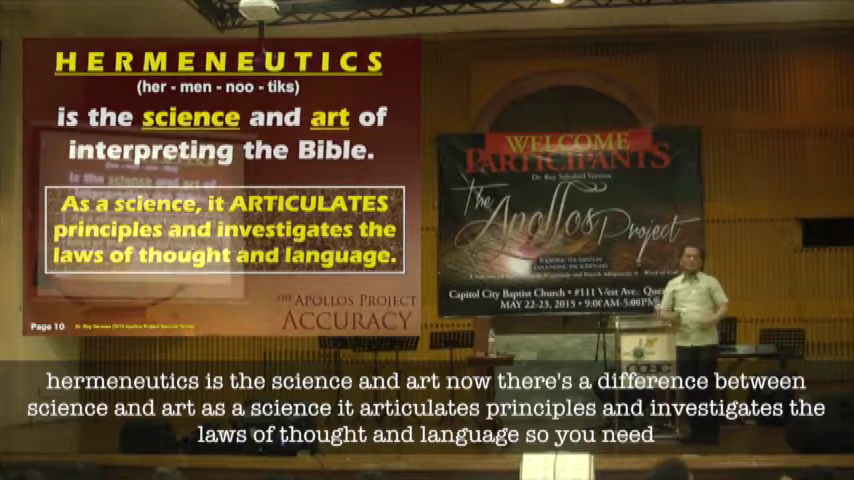 HERMENEUTICS
(her - men - noo - tiks)
is the science and art of
interpreting the Bible.
As a science, it ARTICULATES
principles and investigates the
laws of thought and language.
THE APOLLOS PROJECT
ACCURACY
Page 10
WELCOME
PARTICIPANTS
The
Apollos Project
Capitol City Baptist Church • #111 West Ave.
MAY 22-23, 2015 • 9:00AM-5:00PM
CCBC
hermeneutics is the science and art now there's a difference between
science and art as a science it articulates principles and investigates the
laws of thought and language so you need